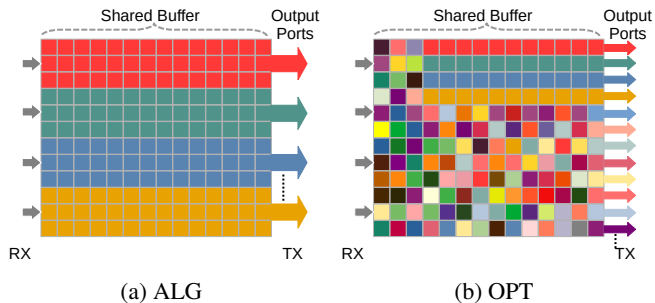 Shared Buffer
Output
Ports
RX
TX
(a) ALG
Shared Buffer
Output
Ports
RX
TX
(b) OPT